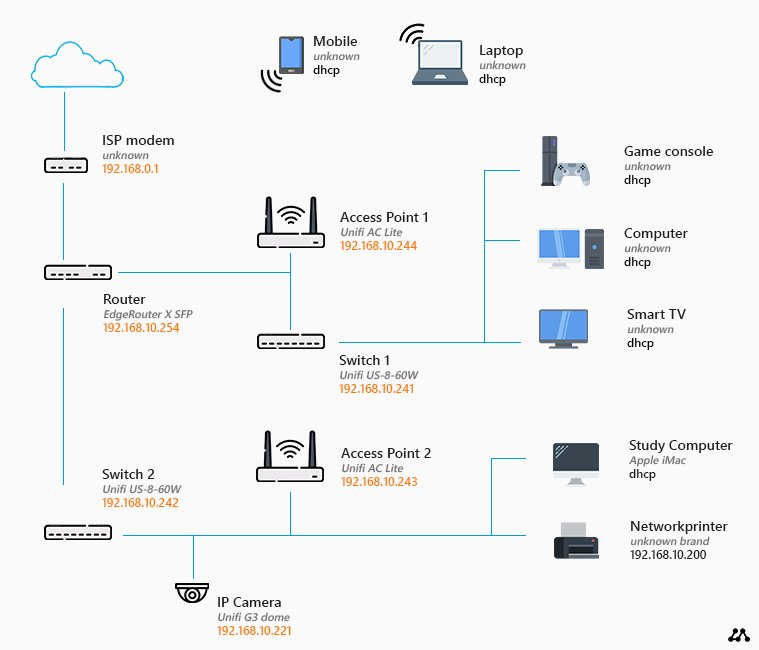 Mobile
unknown
dhcp
Laptop
unknown
dhcp
ISP modem
unknown
192.168.0.1
Game console
unknown
dhcp
Access Point 1
Unifi AC Lite
192.168.10.244
Computer
unknown
dhcp
Router
EdgeRouter X SFP
192.168.10.254
Smart TV
unknown
dhcp
Switch 1
Unifi US-8-60W
192.168.10.241
Access Point 2
Unifi AC Lite
192.168.10.243
Study Computer
Apple iMac
dhcp
Switch 2
Unifi US-8-60W
192.168.10.242
Networkprinter
unknown brand
192.168.10.200
IP Camera
Unifi G3 dome
192.168.10.221